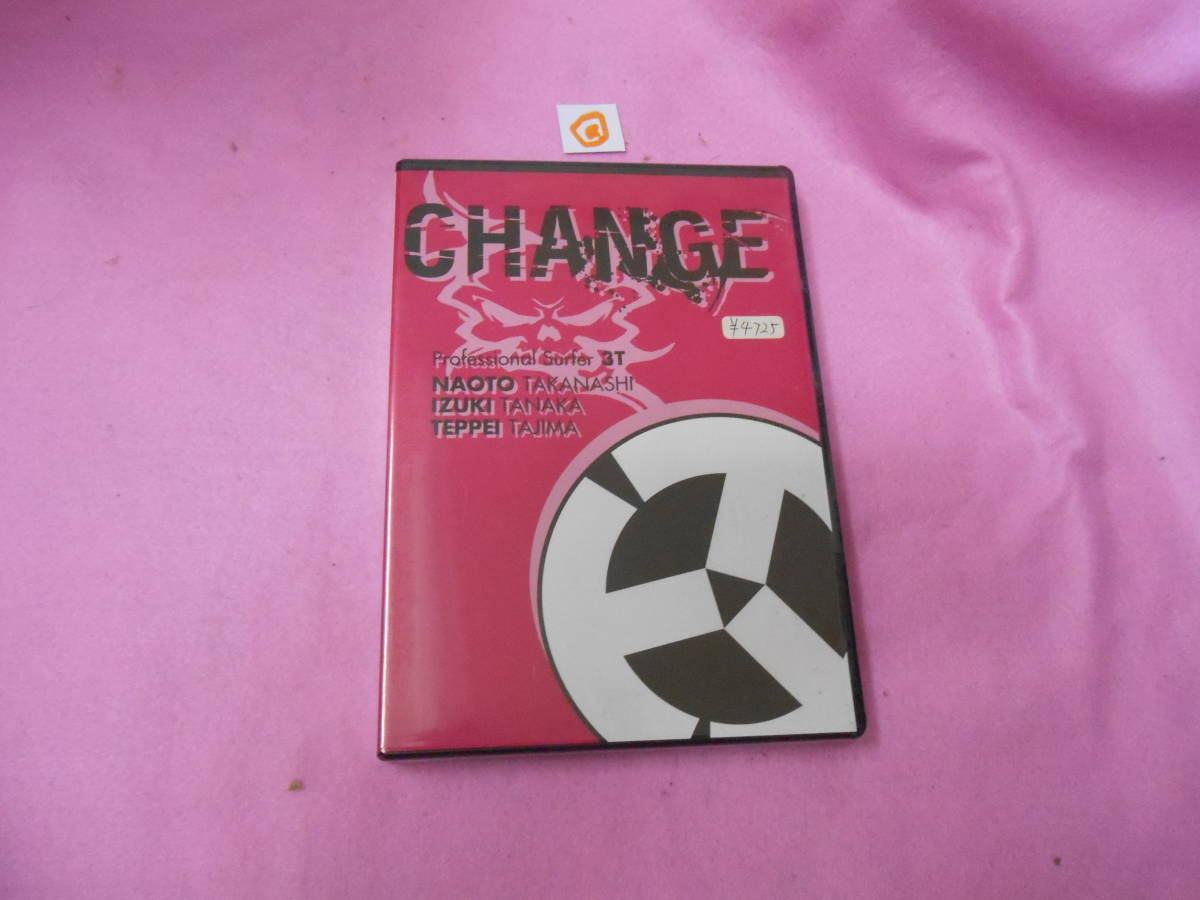 CHANGE
¥4725
Professional Surfer 3T
NAOTO TAKANASHI
IZUKI TANAKA
TEPPEI TAJIMA